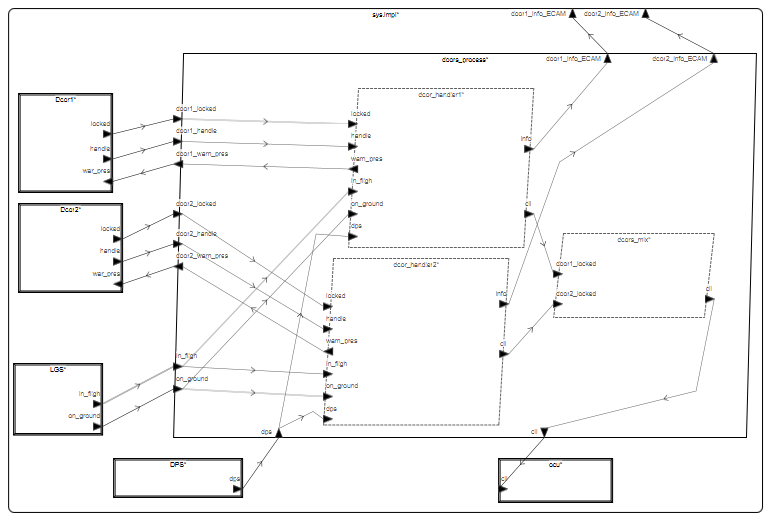 door1_info_ECAM
door2_info_ECAM
sys.impl*
doors_process*
door1_info_ECAM
door2_info_ECAM
Door1*
locked
handle
war_pres
door1_locked
door1_handle
door1_warn_pres
door_handler1*
locked
handle
warn_pres
in_fligh
on_ground
dps
info
cll
Door2*
locked
handle
war_pres
door2_locked
door2_handle
door2_warn_pres
doors_mix*
door1_locked
door2_locked
cll
door_handler2*
locked
handle
warn_pres
in_fligh
on_ground
dps
info
cll
LGS*
in_fligh
on_ground
in_fligh
on_ground
dps
cll
DPS*
dps
ocu*
cll